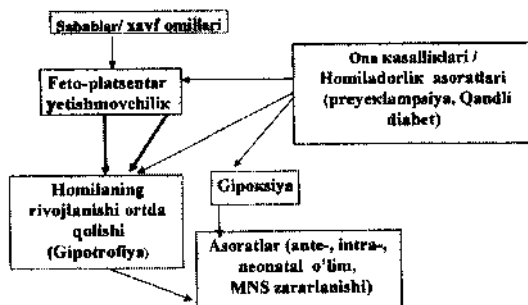 Sabablar/ xavf omillari
Feto-platsentar
yetishmovchilik
Ona kasalliklari /
Homiladorlik asoratlari
(preyeklampsiya, Qandli
diabet)
Homilaning
rivojlanishi ortda
qolishi
(Gipotrofiya)
Gipoksiya
Asoratlar (ante-, intra-,
neonatal o'lim,
MNS zararlanishi)